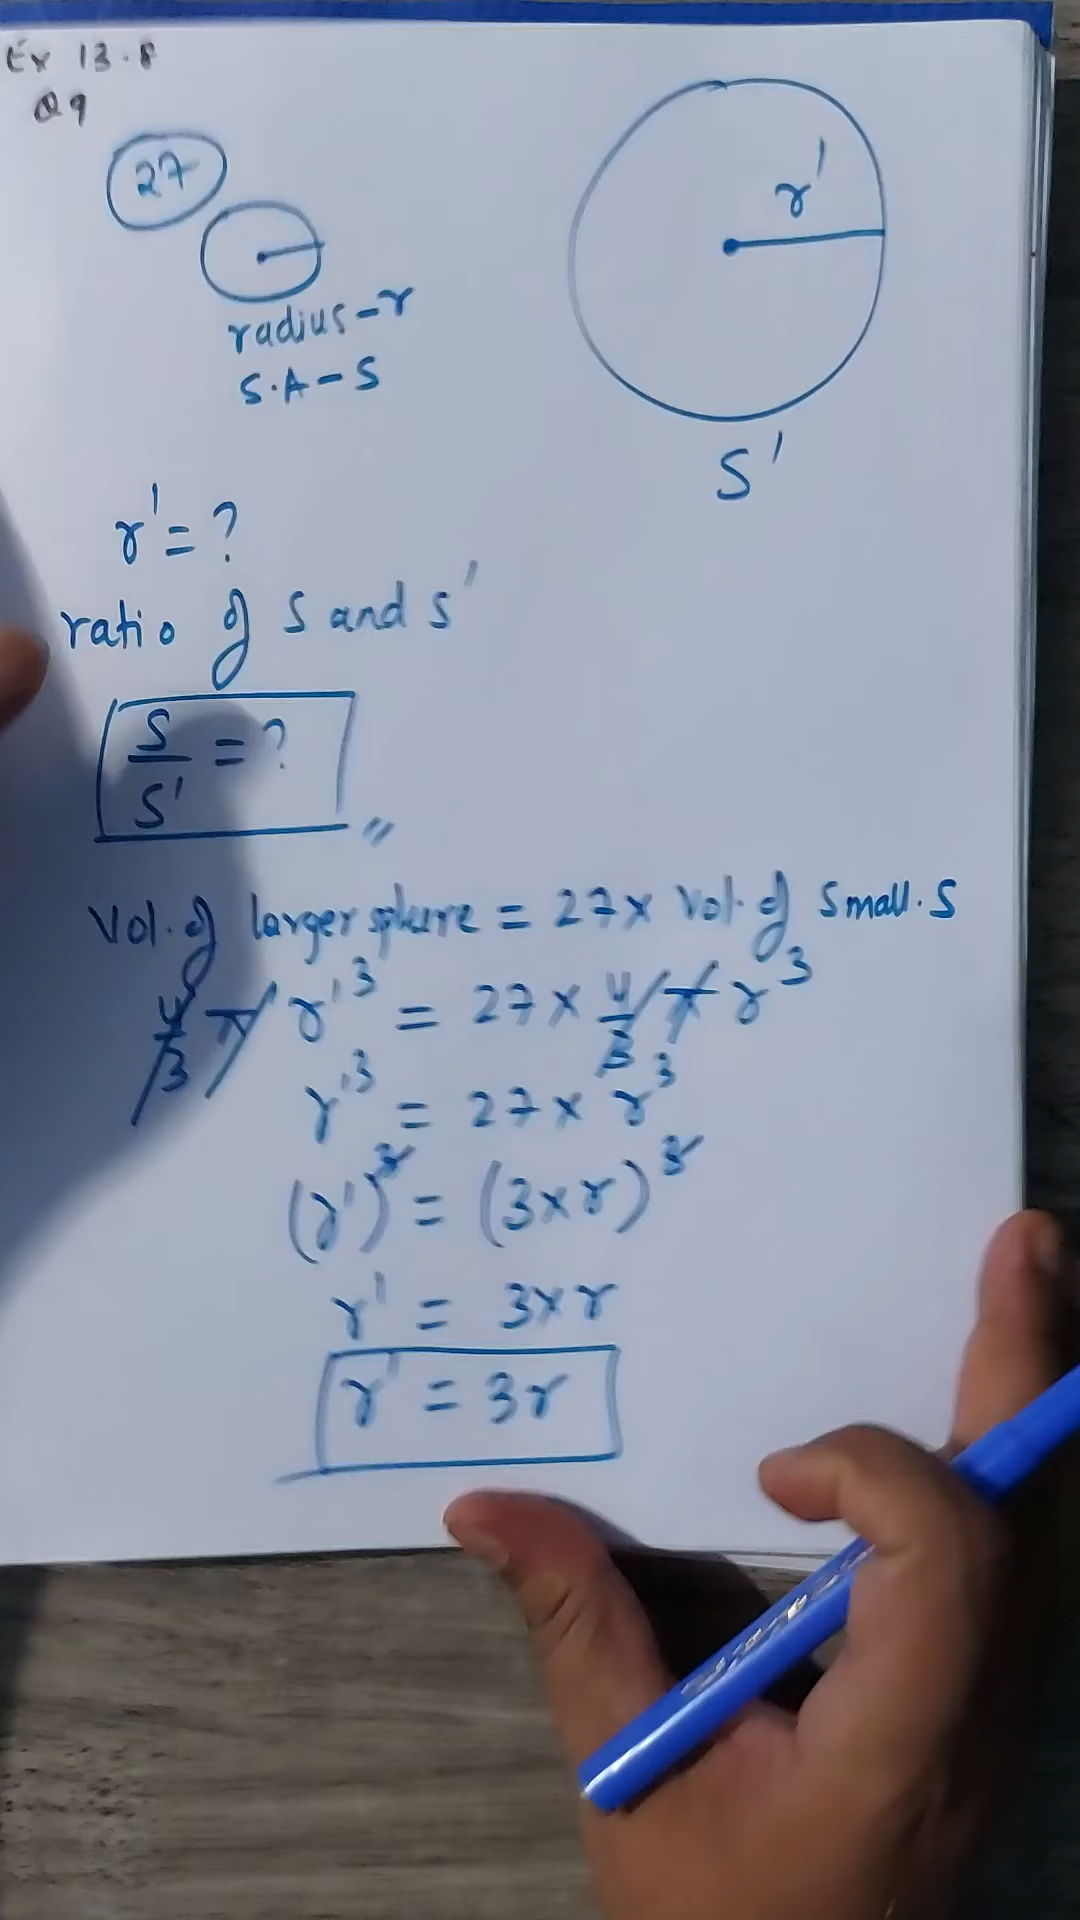 Ex 13.8
Q9
27
r'
radius - r
S.A - S
S'
r' = ?
ratio of S and S'
S/S' = ?
Vol. of larger sphere = 27 x Vol. of Small. S
4/3 π r'³ = 27 x 4/3 π r³
r'³ = 27 x r³
(r')³ = (3 x r)³
r' = 3 x r
r' = 3r